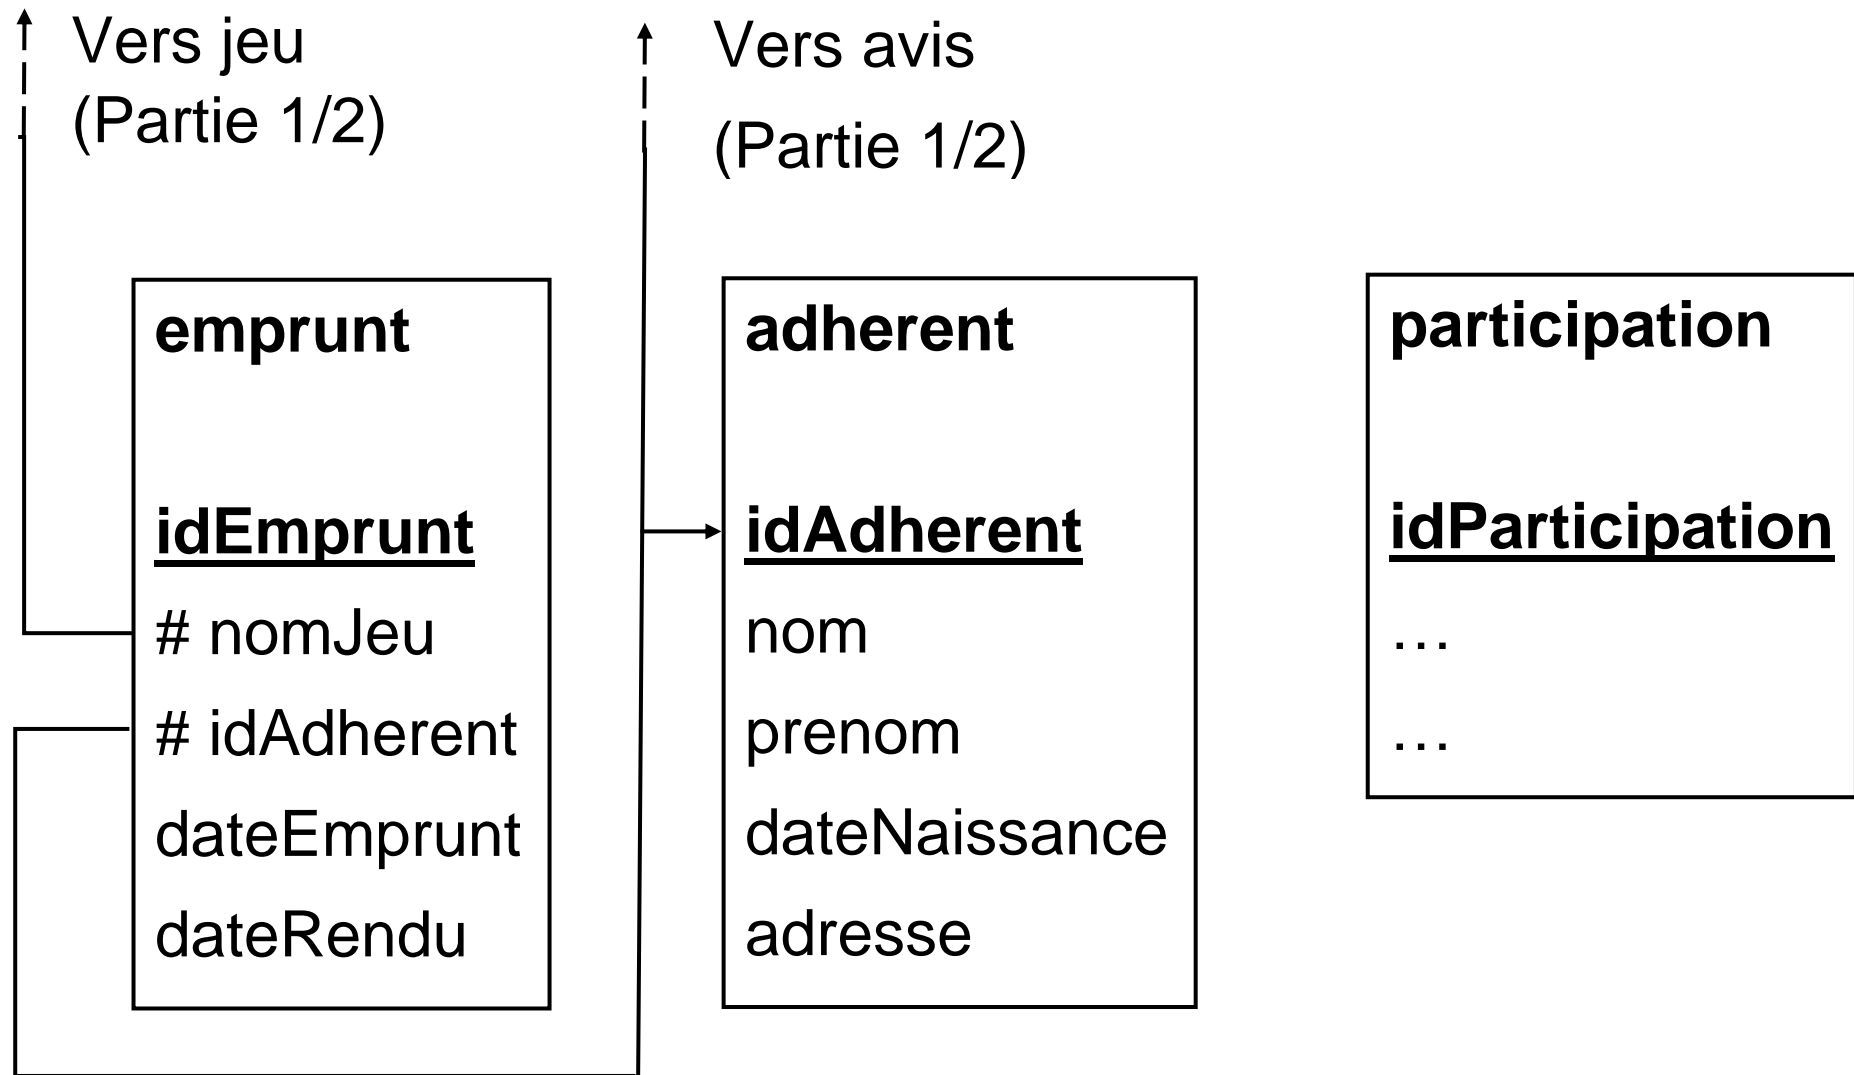 Vers jeu
(Partie 1/2)
Vers avis
(Partie 1/2)
emprunt
idEmprunt
# nomJeu
# idAdherent
dateEmprunt
dateRendu
adherent
idAdherent
nom
prenom
dateNaissance
adresse
participation
idParticipation
…
…